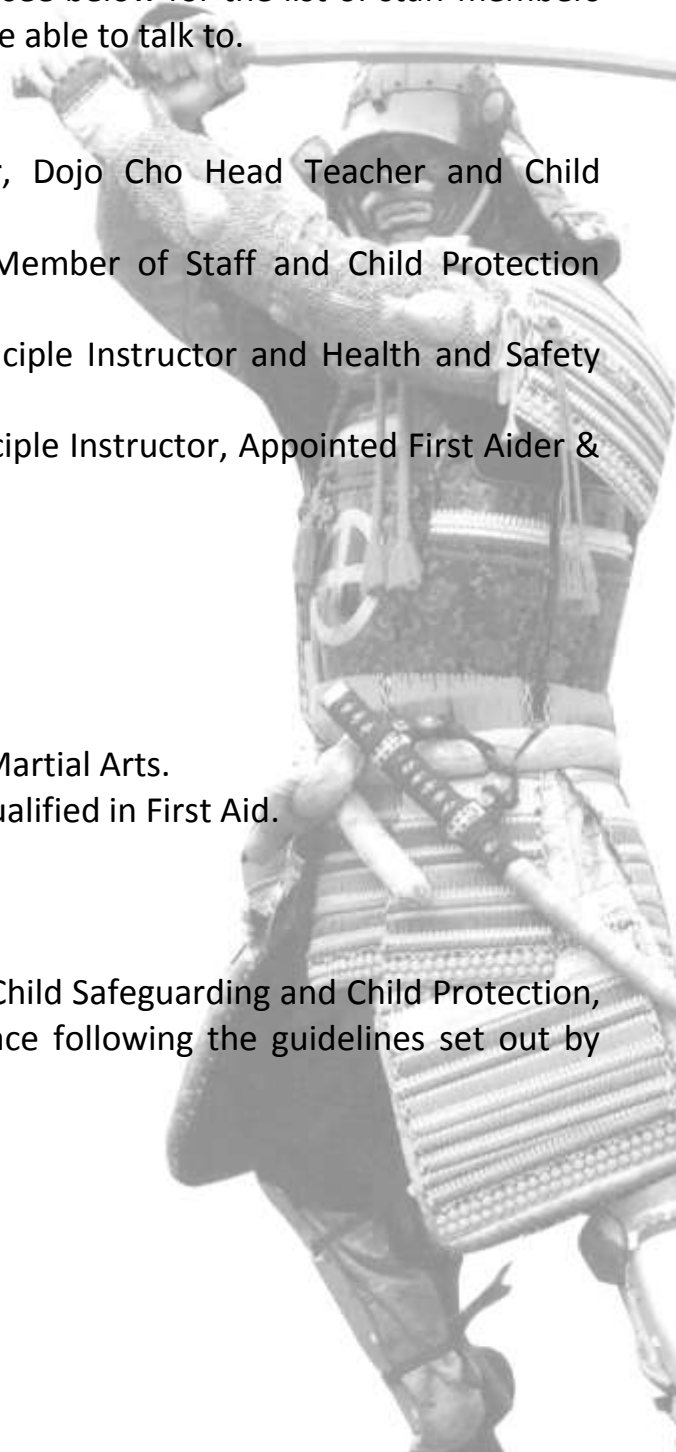 see below for the list of staff members
e able to talk to.
r, Dojo Cho Head Teacher and Child
Member of Staff and Child Protection
ciple Instructor and Health and Safety
ciple Instructor, Appointed First Aider &
Martial Arts.
ualified in First Aid.
Child Safeguarding and Child Protection,
nce following the guidelines set out by